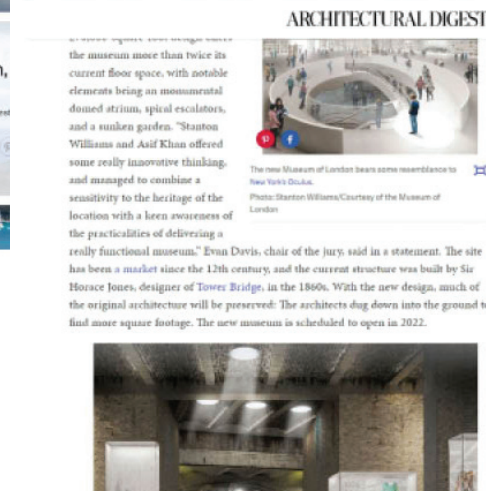 ARCHITECTURAL DIGEST
the museum more than twice its
current floor space, with notable
elements being an monumental
domed atrium, spiral escalators,
and a sunken garden. "Stanton
Williams and Asif Khan offered
some really innovative thinking,
and managed to combine a
sensitivity to the heritage of the
location with a keen awareness of
the practicalities of delivering a
really functional museum," Evan Davis, chair of the jury, said in a statement. The site
has been a market since the 12th century, and the current structure was built by Sir
Horace Jones, designer of Tower Bridge, in the 1860s. With the new design, much of
the original architecture will be preserved: The architects dug down into the ground to
find more square footage. The new museum is scheduled to open in 2022.
The new Museum of London bears some resemblance to
New York's Oculus.
Photo: Stanton Williams/Courtesy of the Museum of
London